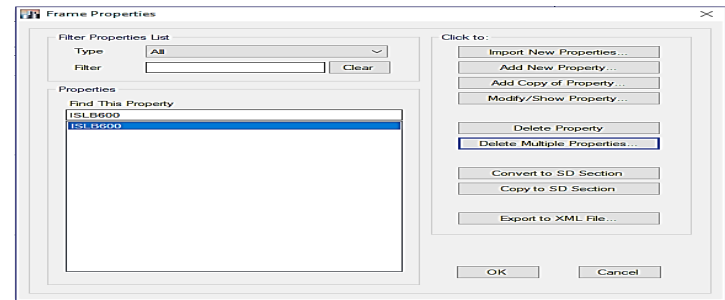 Frame Properties
Filter Properties List
Type All
Filter Clear
Properties
Find This Property
ISLB600
ISLB600
Click to:
Import New Properties...
Add New Property...
Add Copy of Property...
Modify/Show Property...
Delete Property
Delete Multiple Properties...
Convert to SD Section
Copy to SD Section
Export to XML File...
OK Cancel